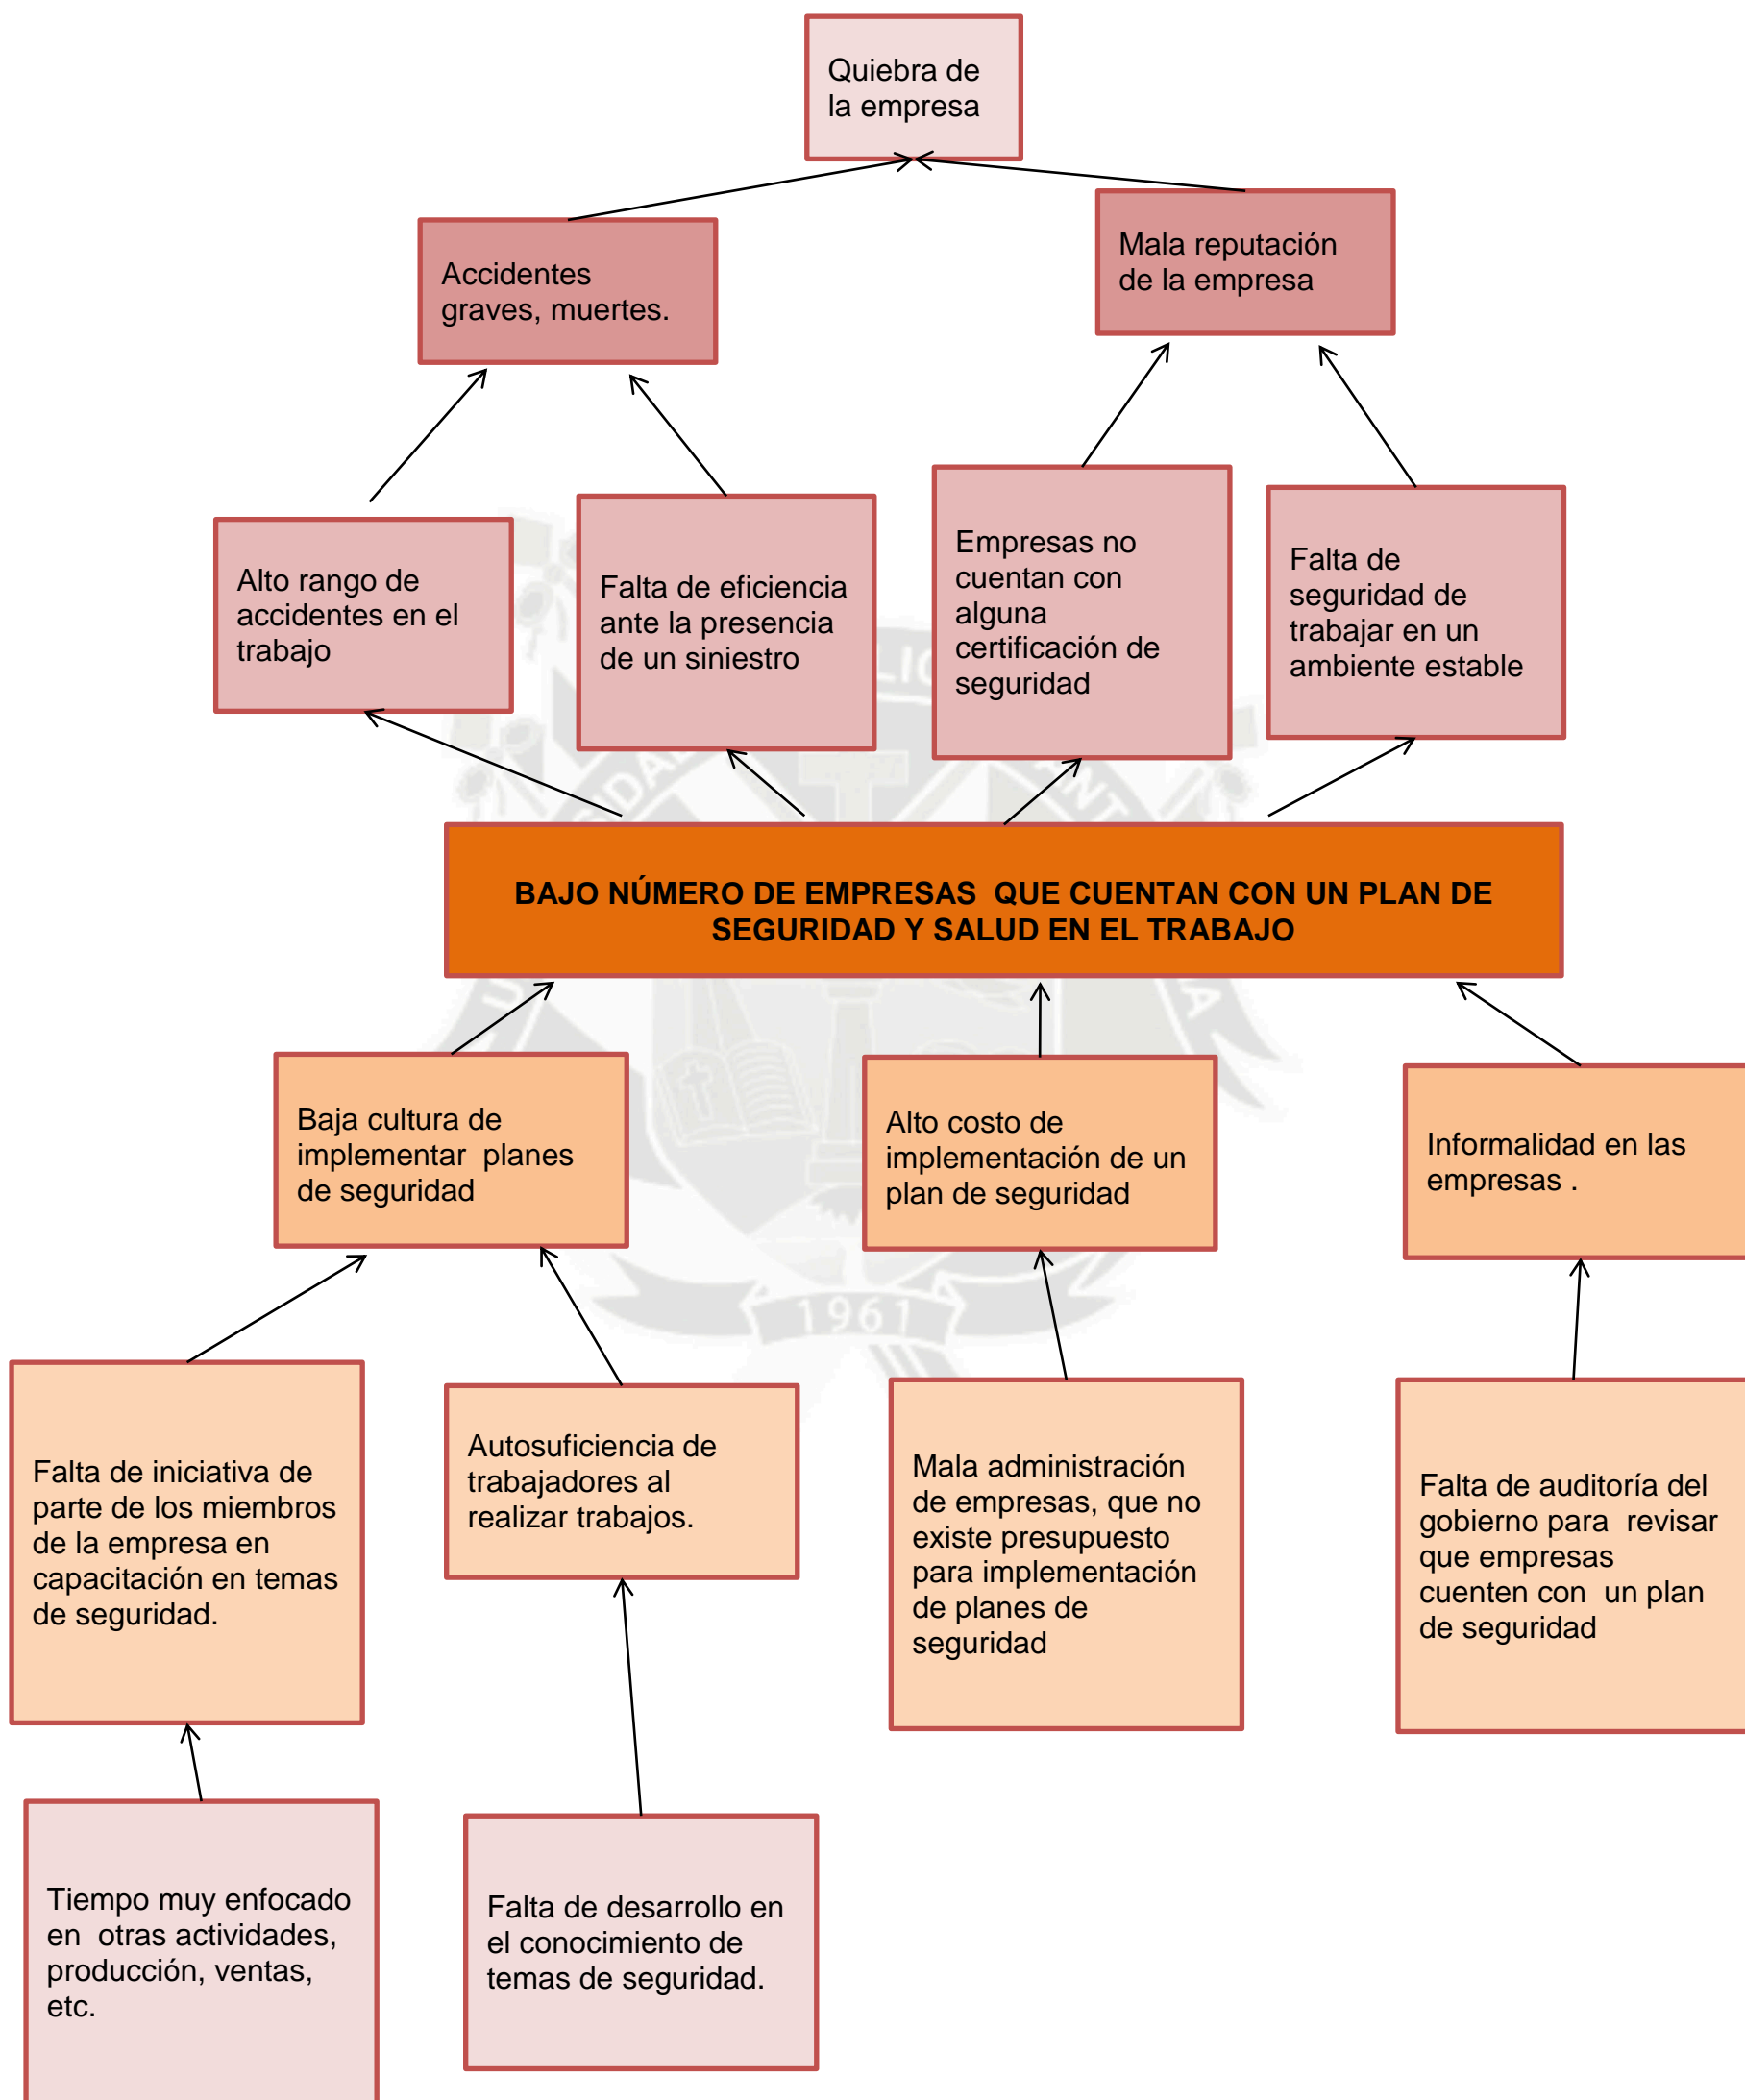 Quiebra de
la empresa
Accidentes
graves, muertes.
Mala reputación
de la empresa
Alto rango de
accidentes en el
trabajo
Falta de eficiencia
ante la presencia
de un siniestro
Empresas no
cuentan con
alguna
certificación de
seguridad
Falta de
seguridad de
trabajar en un
ambiente estable
BAJO NÚMERO DE EMPRESAS QUE CUENTAN CON UN PLAN DE
SEGURIDAD Y SALUD EN EL TRABAJO
Baja cultura de
implementar planes
de seguridad
Alto costo de
implementación de un
plan de seguridad
Informalidad en las
empresas .
1961
Falta de iniciativa de
parte de los miembros
de la empresa en
capacitación en temas
de seguridad.
Autosuficiencia de
trabajadores al
realizar trabajos.
Mala administración
de empresas, que no
existe presupuesto
para implementación
de planes de
seguridad
Falta de auditoría del
gobierno para revisar
que empresas
cuenten con un plan
de seguridad
Tiempo muy enfocado
en otras actividades,
producción, ventas,
etc.
Falta de desarrollo en
el conocimiento de
temas de seguridad.